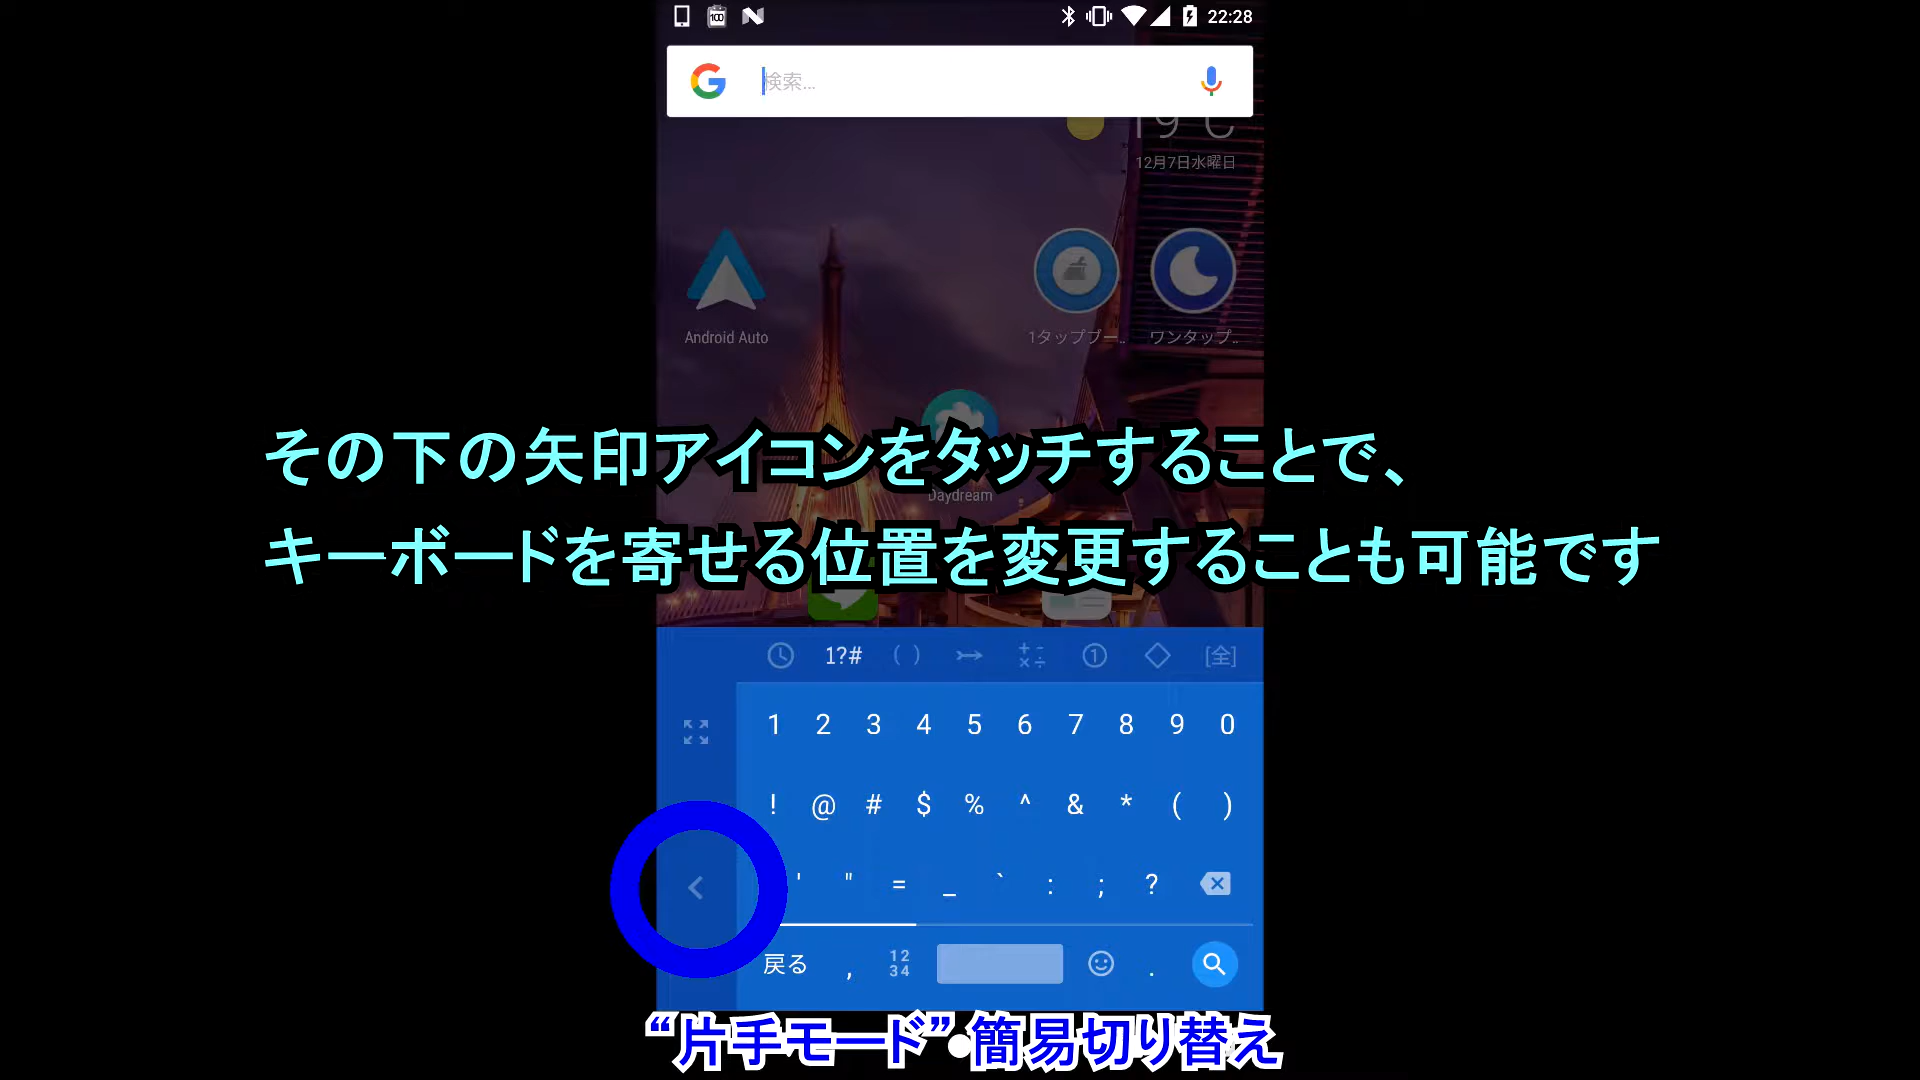 22:28
検索...
19°C
12月7日水曜日
Android Auto
1タップブー..
ワンタップ..
その下の矢印アイコンをタッチすることで、
Daydream
キーボードを寄せる位置を変更することも可能です
1?# ( ) + - × ÷ 1 [全]
1 2 3 4 5 6 7 8 9 0
! @ # $ % ^ & * ( )
' " = _ ` : ; ?
戻る , 1234 .
“片手モード”簡易切り替え